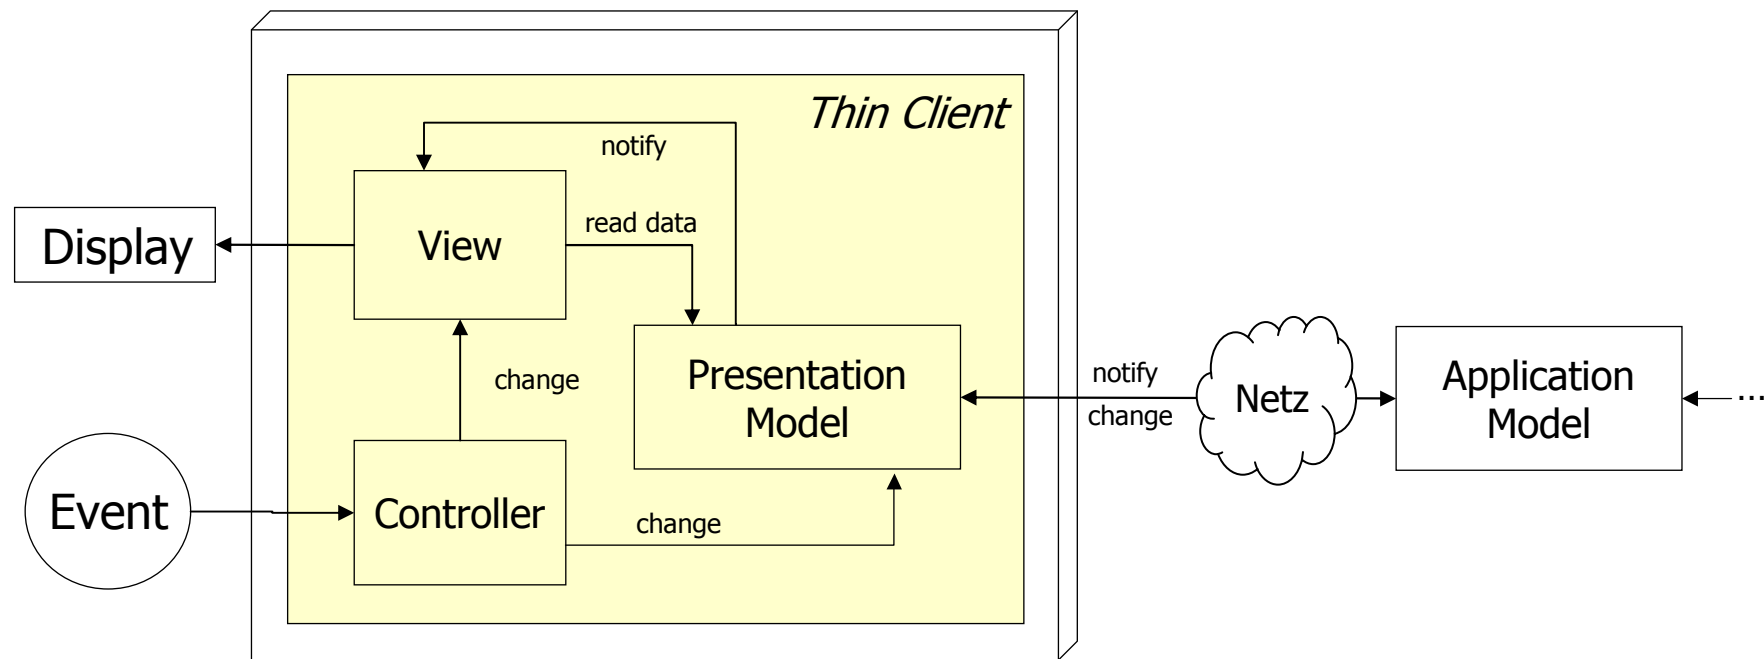 Thin Client
notify
read data
Display
View
change
Presentation
Model
notify
change
Netz
Application
Model
...
Event
Controller
change